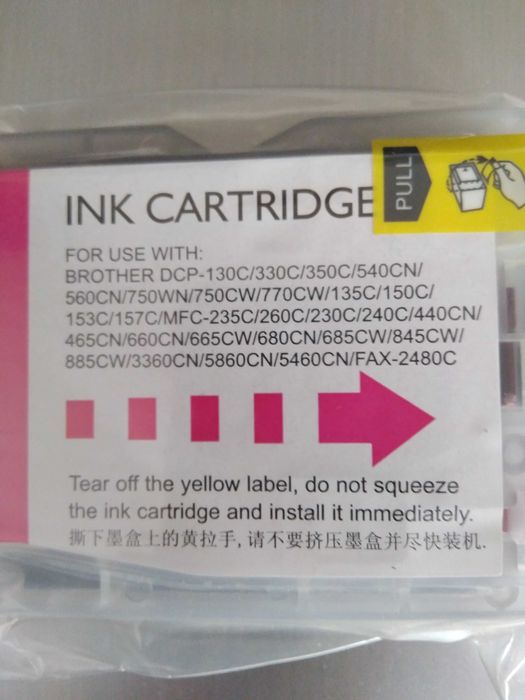 INK CARTRIDGE
PULL
FOR USE WITH:
BROTHER DCP-130C/330C/350C/540CN/
560CN/750WN/750CW/770CW/135C/150C/
153C/157C/MFC-235C/260C/230C/240C/440CN/
465CN/660CN/665CW/680CN/685CW/845CW/
885CW/3360CN/5860CN/5460CN/FAX-2480C
Tear off the yellow label, do not squeeze
the ink cartridge and install it immediately.
撕下墨盒上的黄拉手,请不要挤压墨盒并尽快装机.